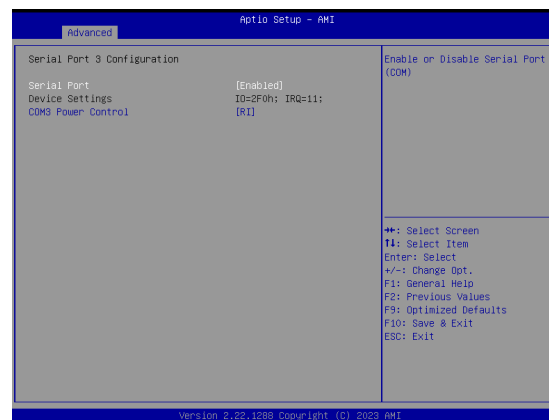 Aptio Setup - AMI
Advanced
Serial Port 3 Configuration
Serial Port [Enabled]
Device Settings IO=2F0h; IRQ=11;
COM3 Power Control [RI]
Enable or Disable Serial Port
(COM)
→←: Select Screen
↑↓: Select Item
Enter: Select
+/-: Change Opt.
F1: General Help
F2: Previous Values
F9: Optimized Defaults
F10: Save & Exit
ESC: Exit
Version 2.22.1288 Copyright (C) 2023 AMI